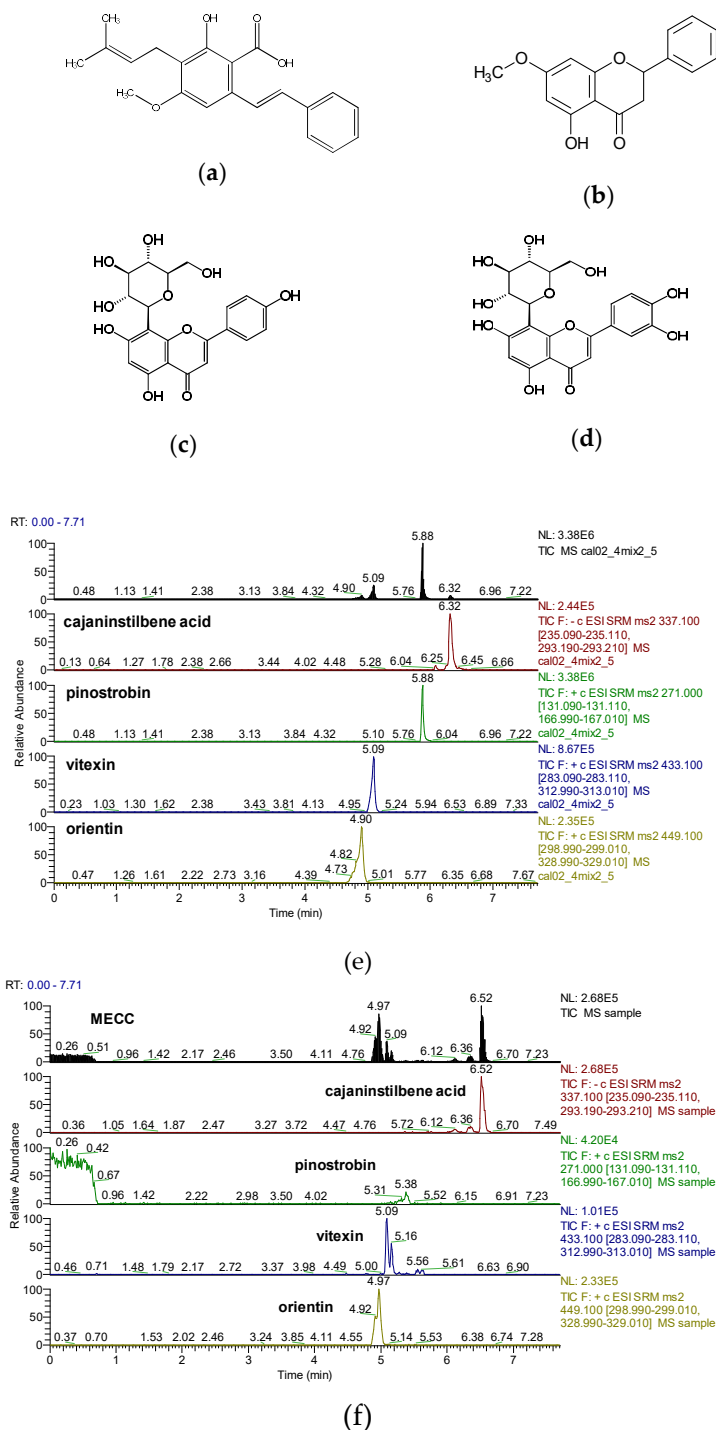 OH
O
CH₃
H₃C
OH
O
CH₃
(a)
O
H₃C
O
OH
O
(b)
OH
HO
OH
HO
O
HO
HO
O
OH
OH
O
(c)
OH
HO
OH
HO
O
HO
HO
O
OH
OH
OH
O
(d)
RT: 0.00 - 7.71
NL: 3.38E6
TIC MS cal02_4mix2_5
100
50
0
0.48 1.13 1.41 2.38 3.13 3.84 4.32 4.90 5.09 5.76 5.88 6.32 6.96 7.22
cajaninstilbene acid
NL: 2.44E5
TIC F: - c ESI SRM ms2 337.100
[235.090-235.110,
293.190-293.210] MS
cal02_4mix2_5
100
50
0
0.13 0.64 1.27 1.78 2.38 2.66 3.44 4.02 4.48 5.28 6.04 6.25 6.32 6.45 6.66
pinostrobin
NL: 3.38E6
TIC F: + c ESI SRM ms2 271.000
[131.090-131.110,
166.990-167.010] MS
cal02_4mix2_5
100
50
0
0.48 1.13 1.41 2.38 3.13 3.84 4.32 5.10 5.76 5.88 6.04 6.96 7.22
vitexin
NL: 8.67E5
TIC F: + c ESI SRM ms2 433.100
[283.090-283.110,
312.990-313.010] MS
cal02_4mix2_5
100
50
0
0.23 1.03 1.30 1.62 2.38 3.43 3.81 4.13 4.95 5.09 5.24 5.94 6.53 6.89 7.33
orientin
NL: 2.35E5
TIC F: + c ESI SRM ms2 449.100
[298.990-299.010,
328.990-329.010] MS
cal02_4mix2_5
100
50
0
0.47 1.26 1.61 2.22 2.73 3.16 4.39 4.73 4.82 4.90 5.01 5.77 6.35 6.68 7.67
Relative Abundance
0 1 2 3 4 5 6 7
Time (min)
(e)
RT: 0.00 - 7.71
MECC
NL: 2.68E5
TIC MS sample
100
50
0
0.26 0.51 0.96 1.42 2.17 2.46 3.50 4.11 4.76 4.92 4.97 5.09 6.12 6.36 6.52 6.70 7.23
cajaninstilbene acid
NL: 2.68E5
TIC F: - c ESI SRM ms2
337.100 [235.090-235.110,
293.190-293.210] MS sample
100
50
0
0.36 1.05 1.64 1.87 2.47 3.27 3.72 4.47 4.76 5.72 6.12 6.36 6.52 6.70 7.49
pinostrobin
NL: 4.20E4
TIC F: + c ESI SRM ms2
271.000 [131.090-131.110,
166.990-167.010] MS sample
100
50
0
0.26 0.42 0.67 0.96 1.42 2.22 2.98 3.50 4.02 5.31 5.38 5.52 6.15 6.91 7.23
vitexin
NL: 1.01E5
TIC F: + c ESI SRM ms2
433.100 [283.090-283.110,
312.990-313.010] MS sample
100
50
0
0.46 0.71 1.48 1.79 2.17 2.72 3.37 3.98 4.49 5.00 5.09 5.16 5.56 5.61 6.63 6.90
orientin
NL: 2.33E5
TIC F: + c ESI SRM ms2
449.100 [298.990-299.010,
328.990-329.010] MS sample
100
50
0
0.37 0.70 1.53 2.02 2.46 3.24 3.85 4.11 4.55 4.92 4.97 5.14 5.53 6.38 6.74 7.28
Relative Abundance
0 1 2 3 4 5 6 7
Time (min)
(f)